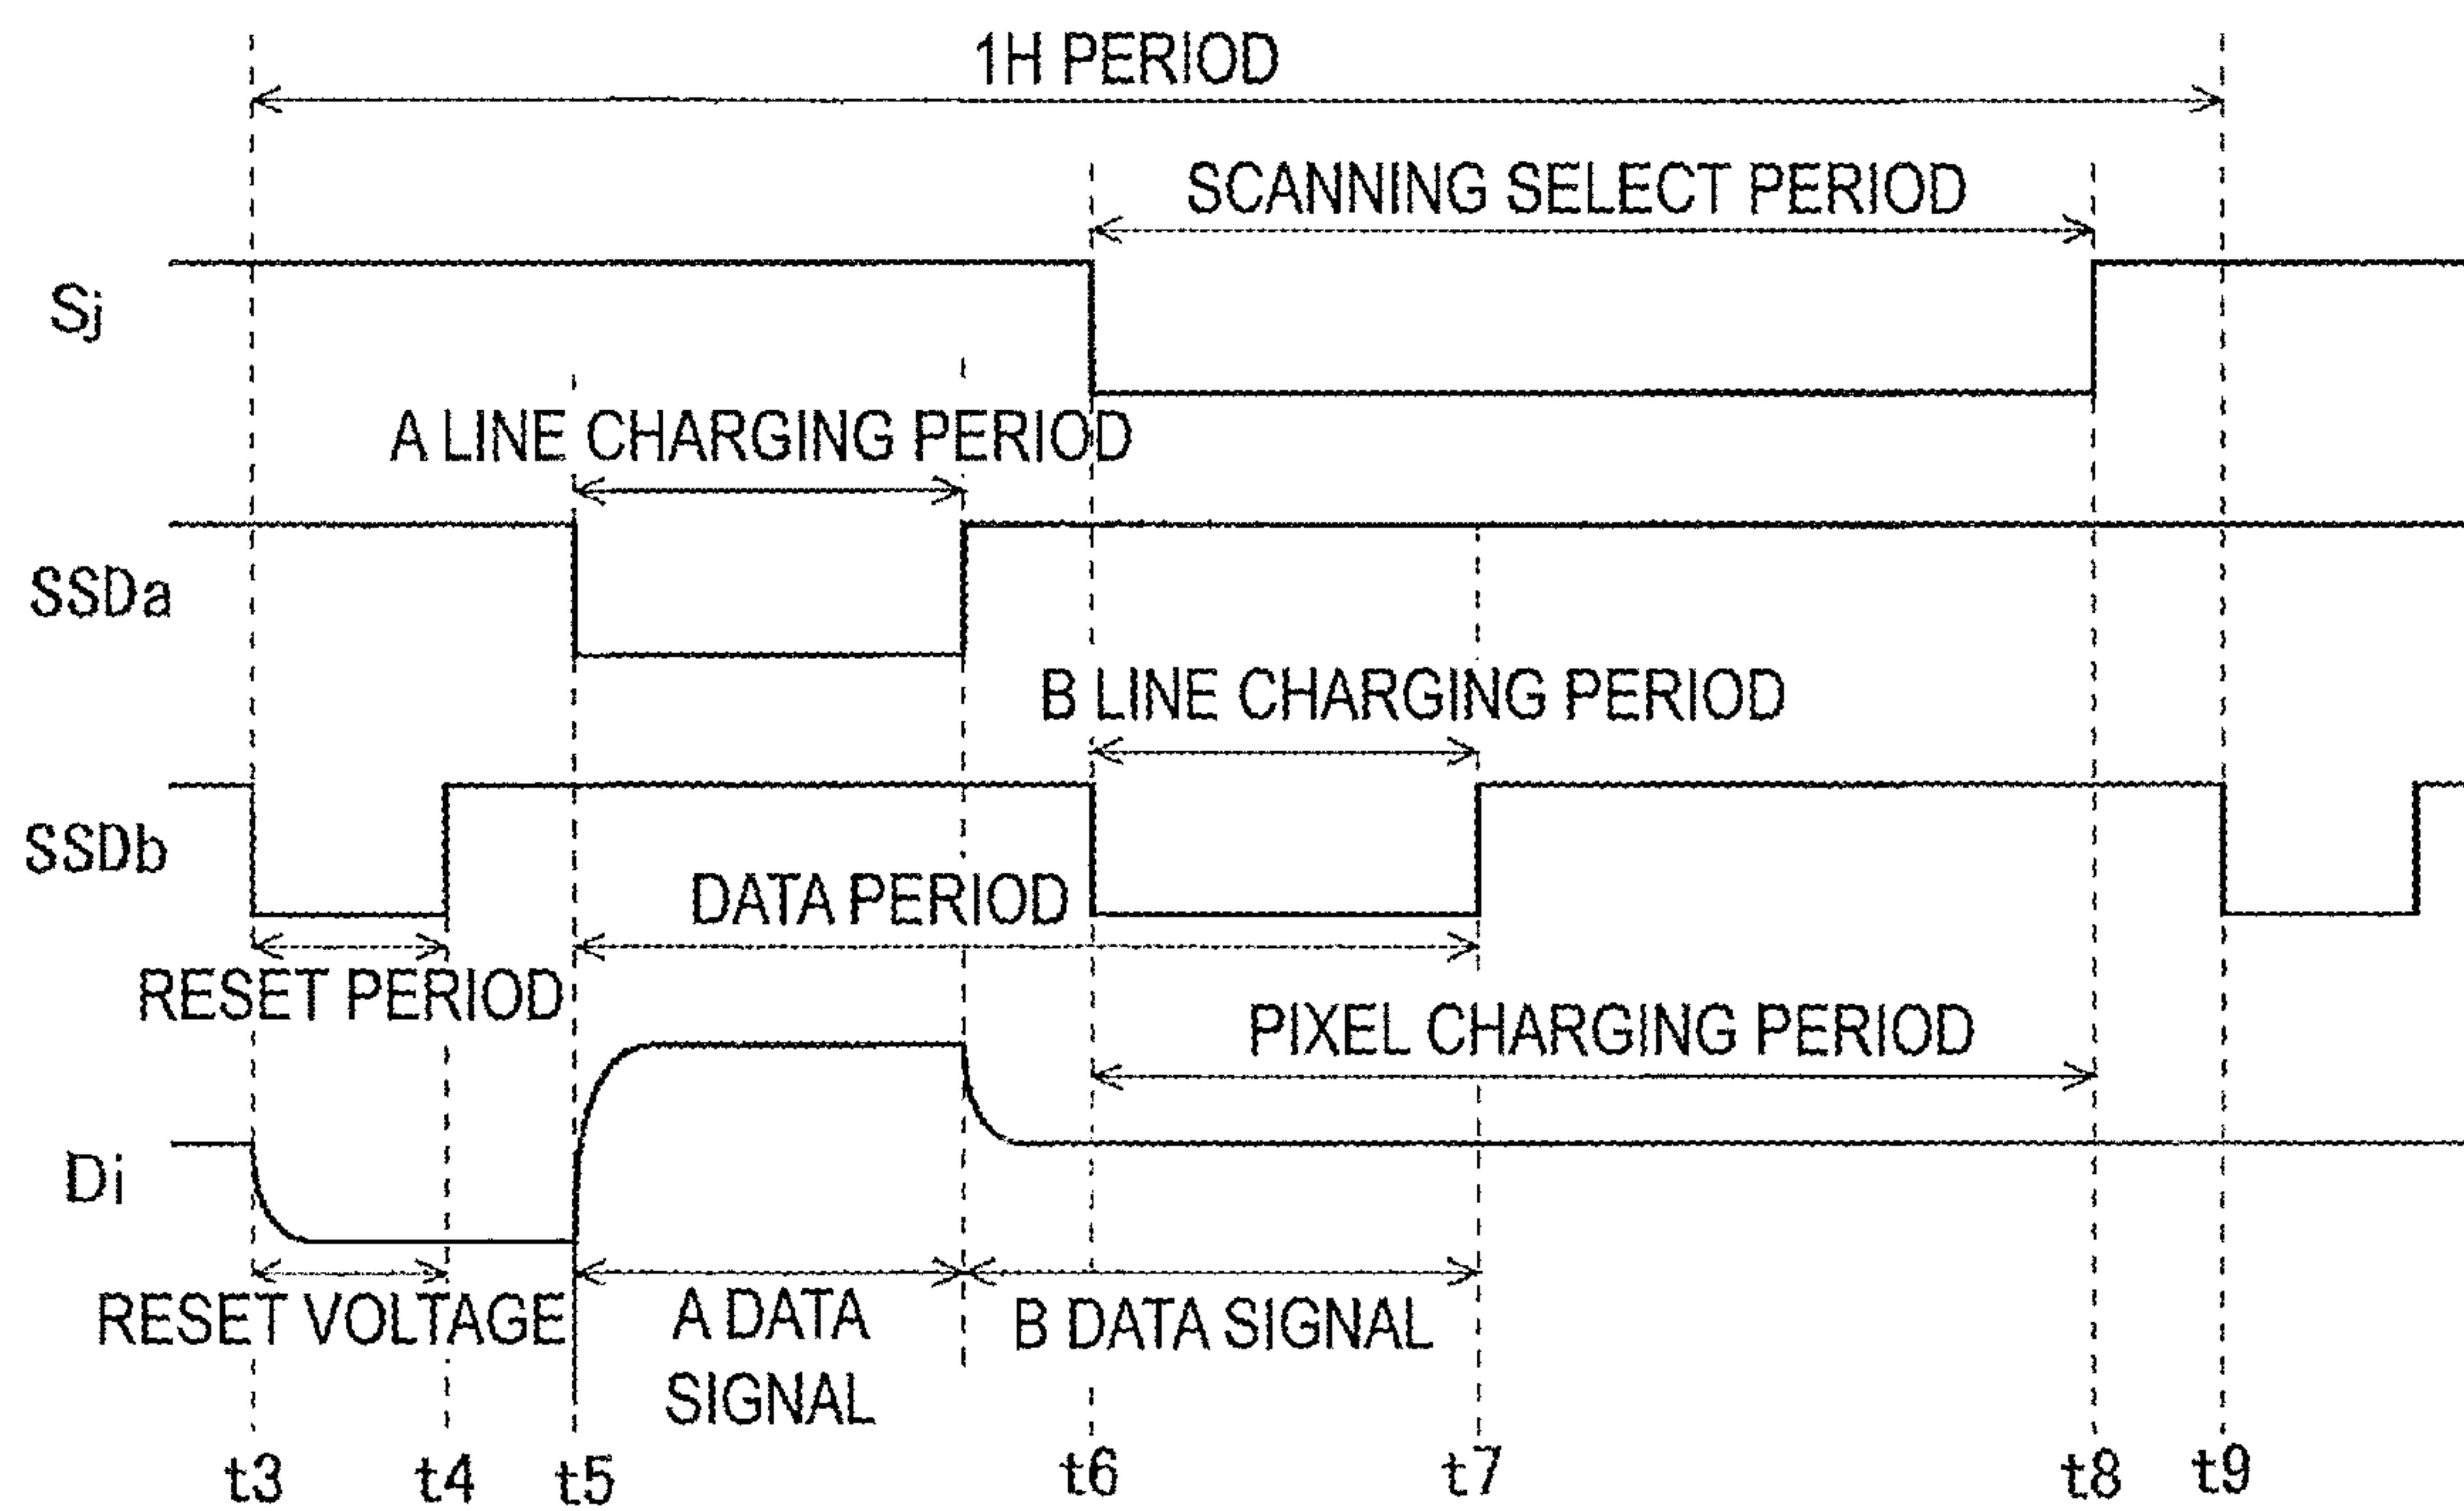 1H PERIOD
SCANNING SELECT PERIOD
Sj
A LINE CHARGING PERIOD
SSDa
B LINE CHARGING PERIOD
SSDb
DATA PERIOD
RESET PERIOD
PIXEL CHARGING PERIOD
Di
RESET VOLTAGE
A DATA
SIGNAL
B DATA SIGNAL
t3 t4 t5 t6 t7 t8 t9